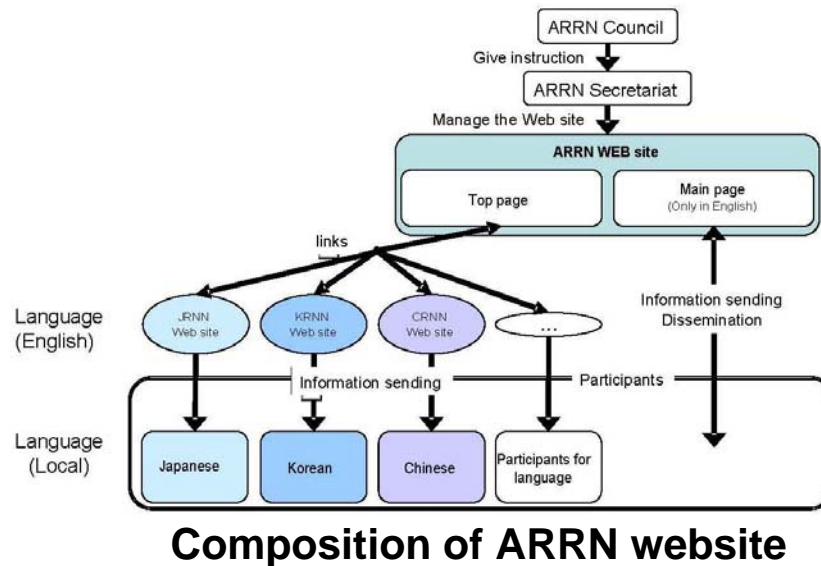 ARRN Council
Give instruction
ARRN Secretariat
Manage the Web site
ARRN WEB site
Top page
Main page
(Only in English)
links
Language
(English)
JRNN
Web site
KRNN
Web site
CRNN
Web site
...
Information sending
Dissemination
Information sending
Participants
Language
(Local)
Japanese
Korean
Chinese
Participants for
language
Composition of ARRN website